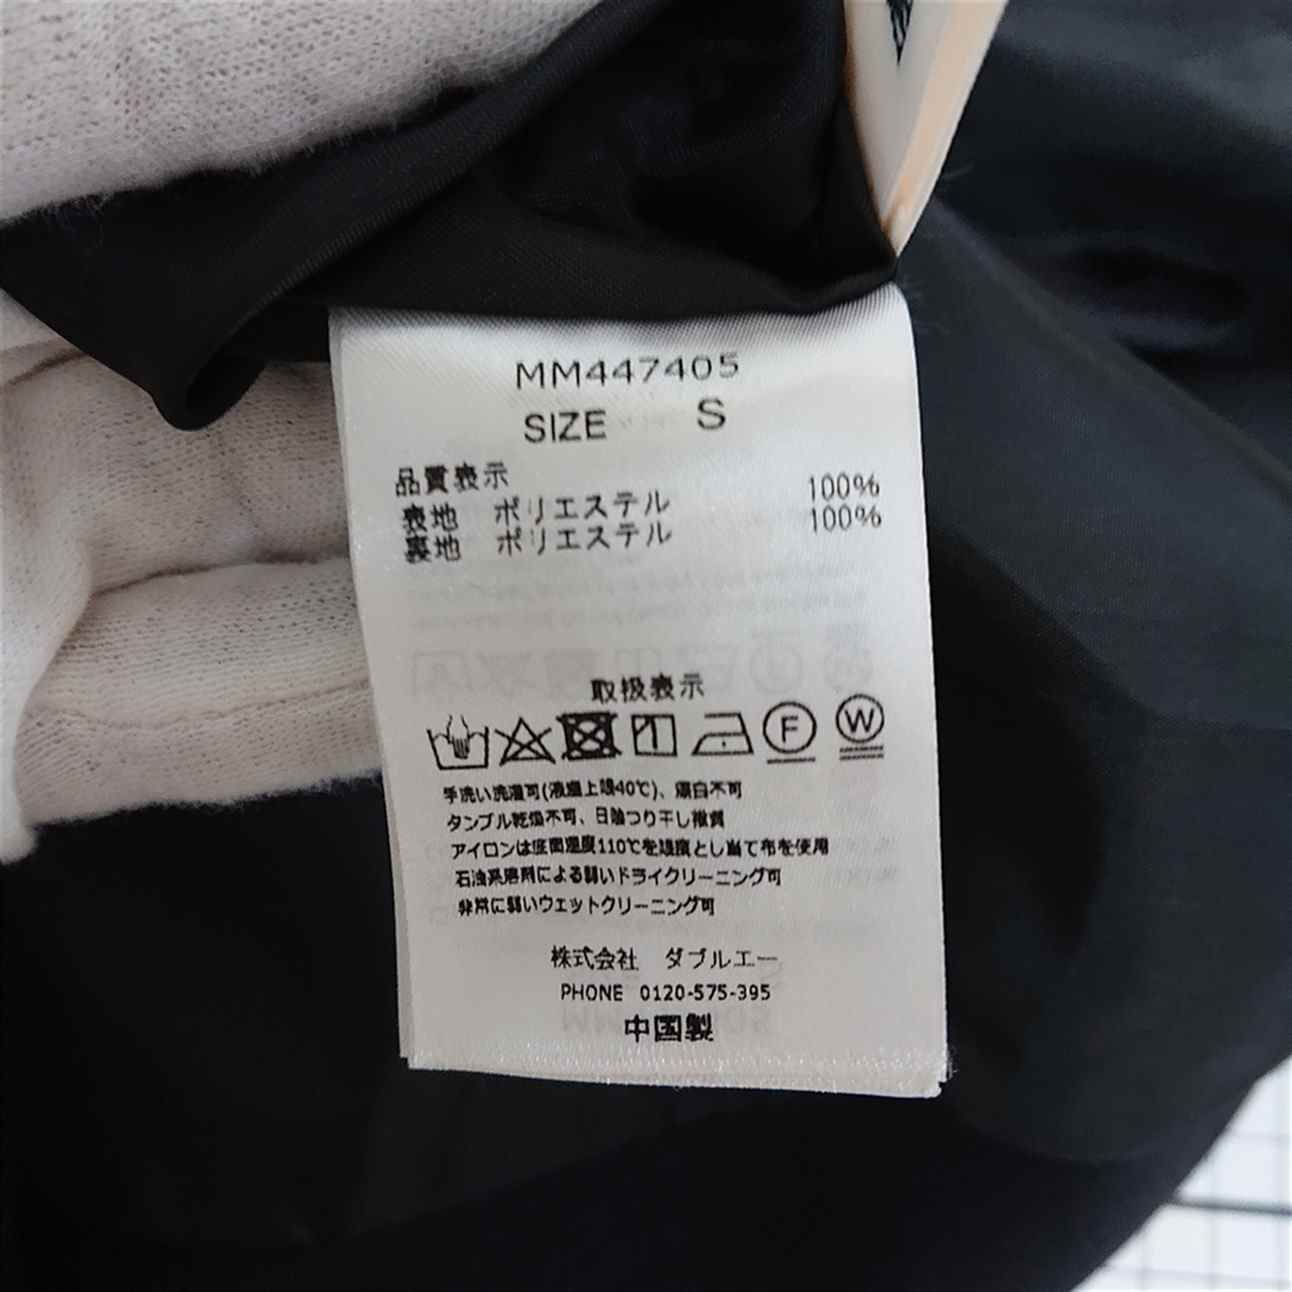 MM447405
SIZE S
品質表示
表地 ポリエステル 100%
裏地 ポリエステル 100%
取扱表示
F
W
手洗い洗濯可(液温上限40℃)、漂白不可
タンブル乾燥不可、日陰つり干し推奨
アイロンは底面温度110℃を限度とし当て布を使用
石油系溶剤による弱いドライクリーニング可
非常に弱いウェットクリーニング可
株式会社 ダブルエー
PHONE 0120-575-395
中国製